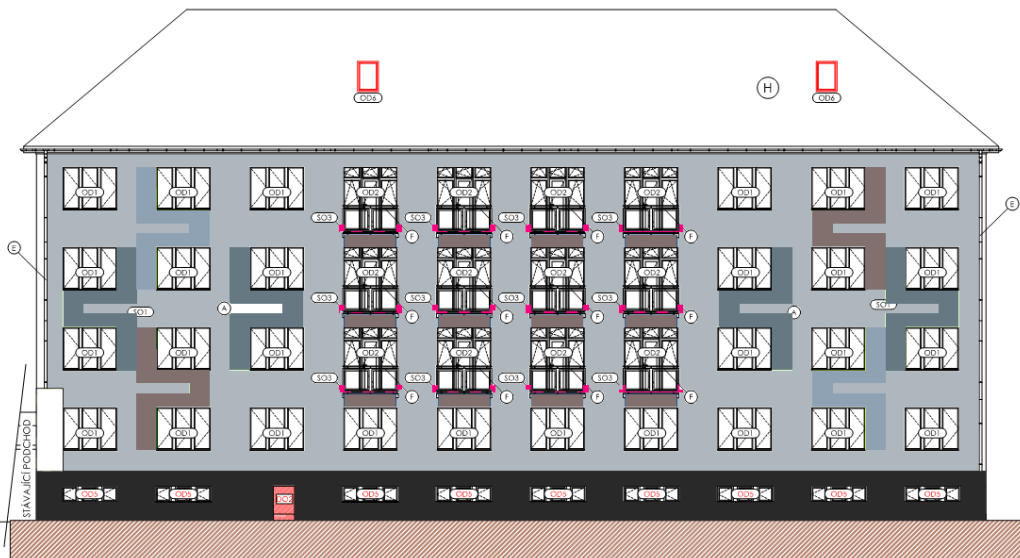 H
OD6 OD6
OD1 OD1 OD1 OD2 OD2 OD2 OD2 OD1 OD1 OD1
E
SO3 SO3 SO3 SO3
F F F F
E
OD1 OD1 OD1 OD2 OD2 OD2 OD2 OD1 OD1 OD1
SO3 SO3 SO3 SO3
SO1 A A SO1
F F F F
OD1 OD1 OD1 OD2 OD2 OD2 OD2 OD1 OD1 OD1
SO3 SO3 SO3 SO3
F F F F
OD1 OD1 OD1 OD1 OD1 OD1 OD1 OD1 OD1 OD1
STÁVAJÍCÍ PODCHOD
OD5 OD5 DO2 OD5 OD5 OD5 OD5 OD5 OD5 OD5